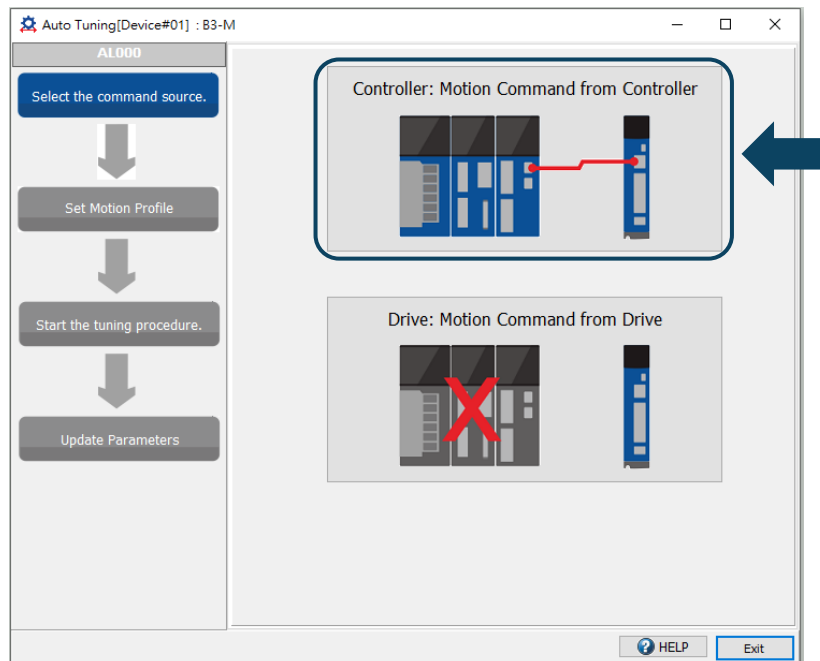 Auto Tuning[Device#01] : B3-M
AL000
Select the command source.
Set Motion Profile
Start the tuning procedure.
Update Parameters
Controller: Motion Command from Controller
Drive: Motion Command from Drive
X
HELP
Exit